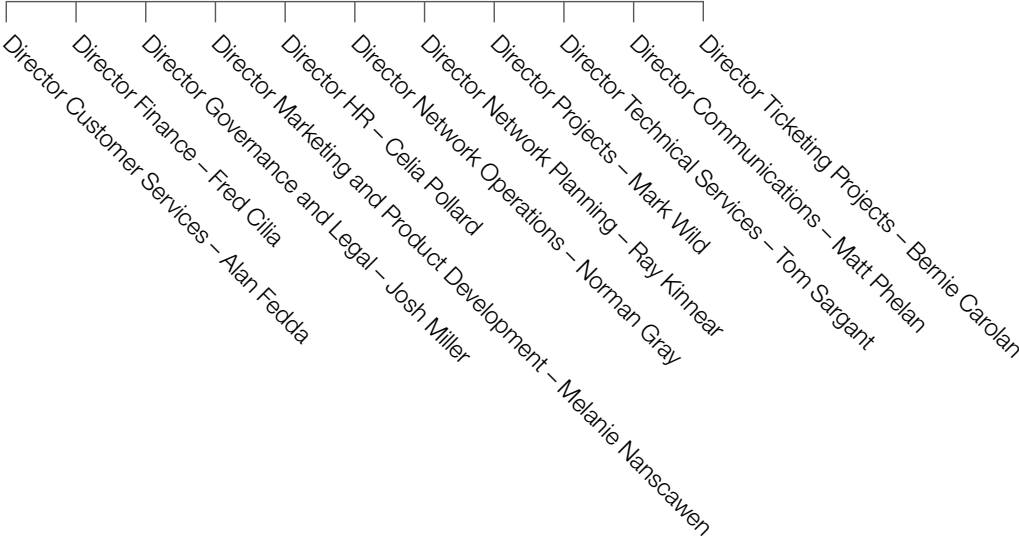 Director Customer Services – Alan Fedda
Director Finance – Fred Cilia
Director Governance and Legal – Josh Miller
Director Marketing and Product Development – Melanie Nanscawen
Director HR – Celia Pollard
Director Network Operations – Norman Gray
Director Network Planning – Ray Kinnear
Director Projects – Mark Wild
Director Technical Services – Tom Sargant
Director Communications – Matt Phelan
Director Ticketing Projects – Bernie Carolan